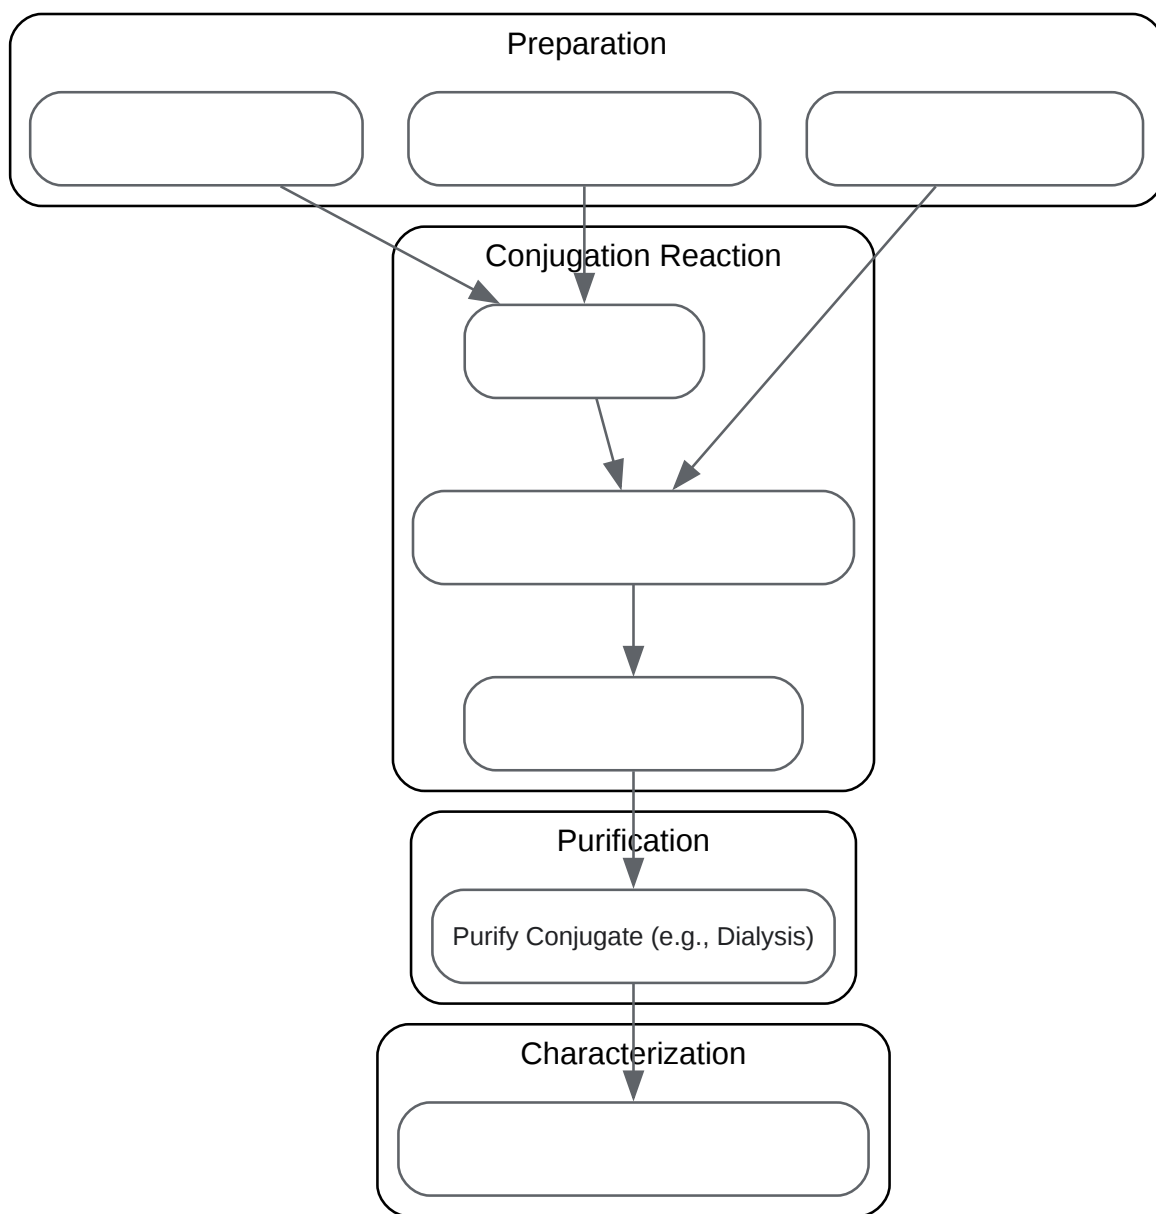 Preparation
Conjugation Reaction
Purification
Purify Conjugate (e.g., Dialysis)
Characterization